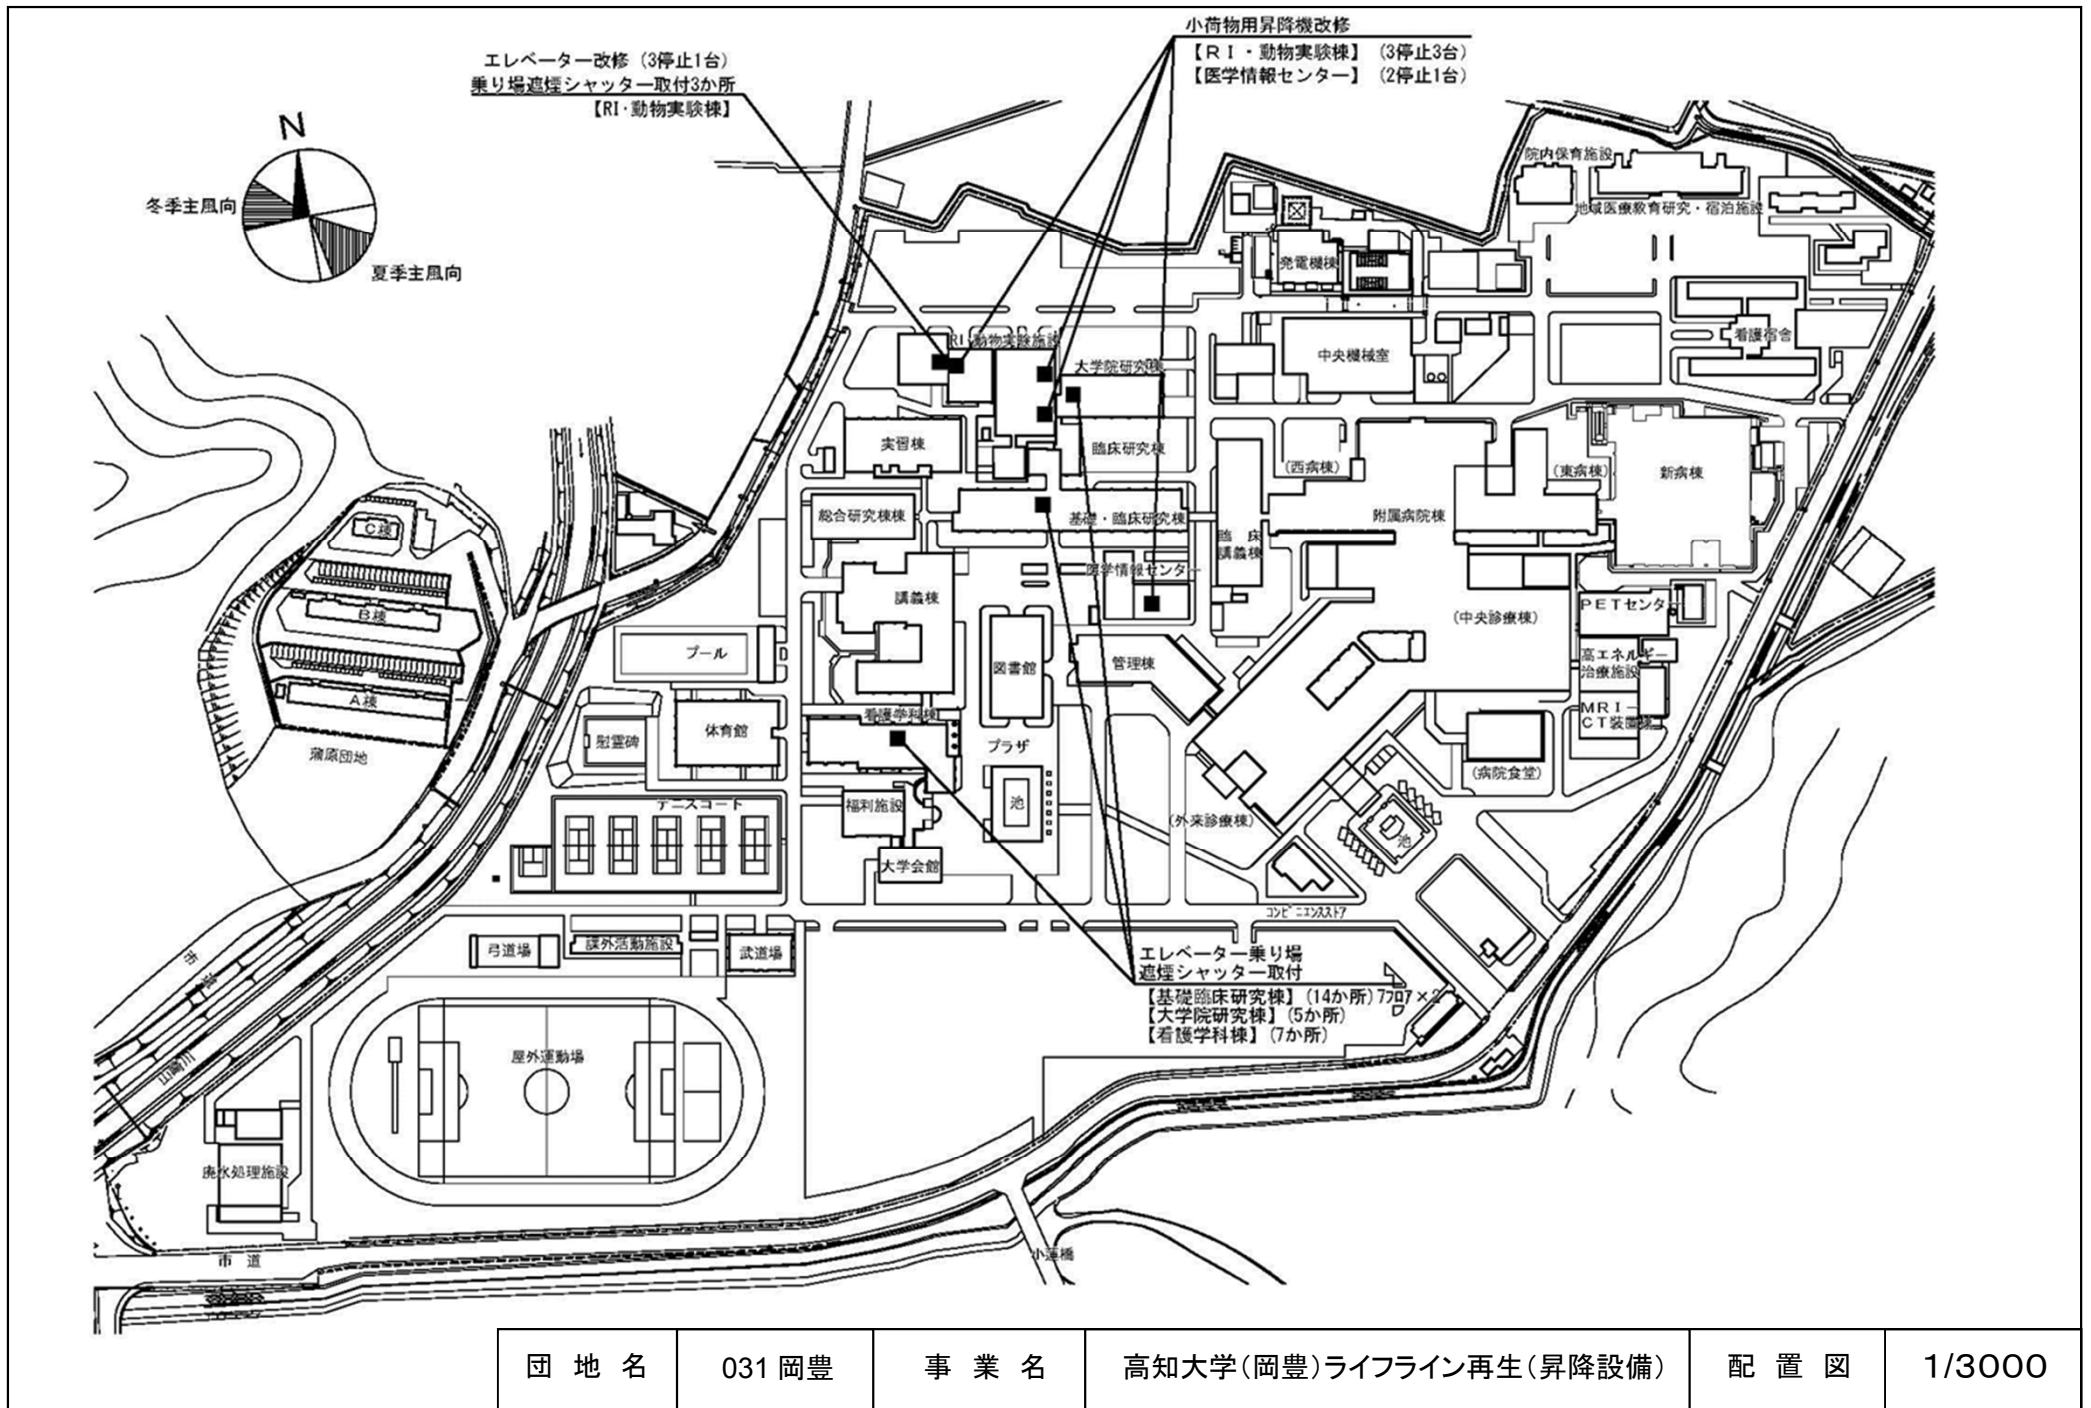 小荷物用昇降機改修
【ＲＩ・動物実験棟】（3停止3台）
【医学情報センター】（2停止1台）
エレベーター改修（3停止1台）
乗り場遮煙シャッター取付3か所
【RI・動物実験棟】
N
冬季主風向
夏季主風向
院内保育施設
地域医療教育研究・宿泊施設
発電機棟
看護宿舎
中央機械室
RI・動物実験施設
大学院研究棟
実習棟
臨床研究棟
（西病棟）
（東病棟）
新病棟
総合研究棟棟
基礎・臨床研究棟
附属病院棟
臨床
講義棟
医学情報センター
C棟
B棟
A棟
蒲原団地
講義棟
プール
図書館
管理棟
（中央診療棟）
PETセンター
高エネルギー
治療施設
MRI－
CT装置棟
看護学科棟
体育館
慰霊碑
プラザ
（病院食堂）
テニスコート
福利施設
池
（外来診療棟）
池
大学会館
コンビニエンスストア
弓道場
課外活動施設
武道場
エレベーター乗り場
遮煙シャッター取付
【基礎臨床研究棟】（14か所）7フロア×2
【大学院研究棟】（5か所）
【看護学科棟】（7か所）
市道
屋外運動場
廃水処理施設
市道
小蓮橋
団地名
031 岡豊
事業名
高知大学（岡豊）ライフライン再生（昇降設備）
配置図
1/3000